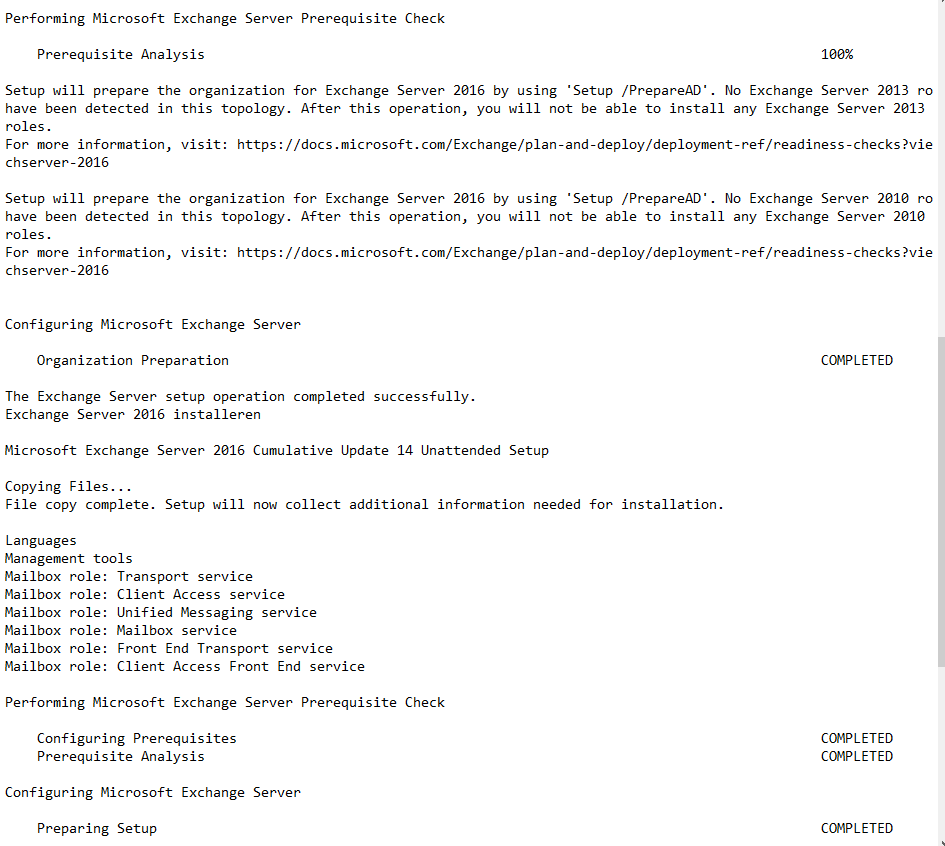 Performing Microsoft Exchange Server Prerequisite Check
Prerequisite Analysis 100%
Setup will prepare the organization for Exchange Server 2016 by using 'Setup /PrepareAD'. No Exchange Server 2013 ro
have been detected in this topology. After this operation, you will not be able to install any Exchange Server 2013
roles.
For more information, visit: https://docs.microsoft.com/Exchange/plan-and-deploy/deployment-ref/readiness-checks?vie
chserver-2016
Setup will prepare the organization for Exchange Server 2016 by using 'Setup /PrepareAD'. No Exchange Server 2010 ro
have been detected in this topology. After this operation, you will not be able to install any Exchange Server 2010
roles.
For more information, visit: https://docs.microsoft.com/Exchange/plan-and-deploy/deployment-ref/readiness-checks?vie
chserver-2016
Configuring Microsoft Exchange Server
Organization Preparation COMPLETED
The Exchange Server setup operation completed successfully.
Exchange Server 2016 installeren
Microsoft Exchange Server 2016 Cumulative Update 14 Unattended Setup
Copying Files...
File copy complete. Setup will now collect additional information needed for installation.
Languages
Management tools
Mailbox role: Transport service
Mailbox role: Client Access service
Mailbox role: Unified Messaging service
Mailbox role: Mailbox service
Mailbox role: Front End Transport service
Mailbox role: Client Access Front End service
Performing Microsoft Exchange Server Prerequisite Check
Configuring Prerequisites COMPLETED
Prerequisite Analysis COMPLETED
Configuring Microsoft Exchange Server
Preparing Setup COMPLETED